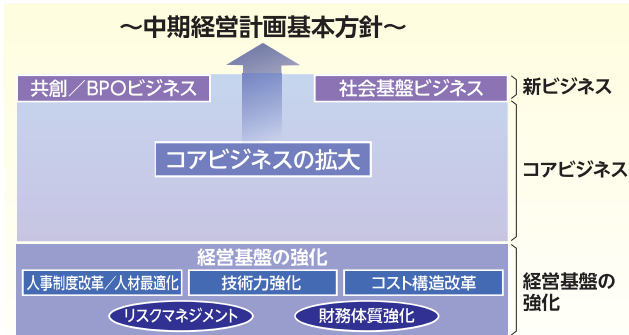 ～中期経営計画基本方針～
共創／BPOビジネス
社会基盤ビジネス
新ビジネス
コアビジネスの拡大
コアビジネス
経営基盤の強化
人事制度改革／人材最適化
技術力強化
コスト構造改革
リスクマネジメント
財務体質強化
経営基盤の
強化